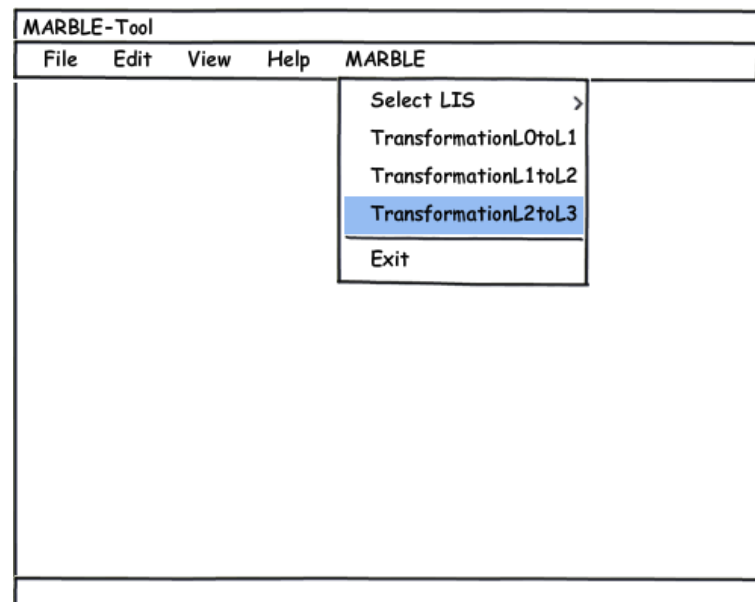 MARBLE-Tool
File Edit View Help MARBLE
Select LIS >
TransformationL0toL1
TransformationL1toL2
TransformationL2toL3
Exit